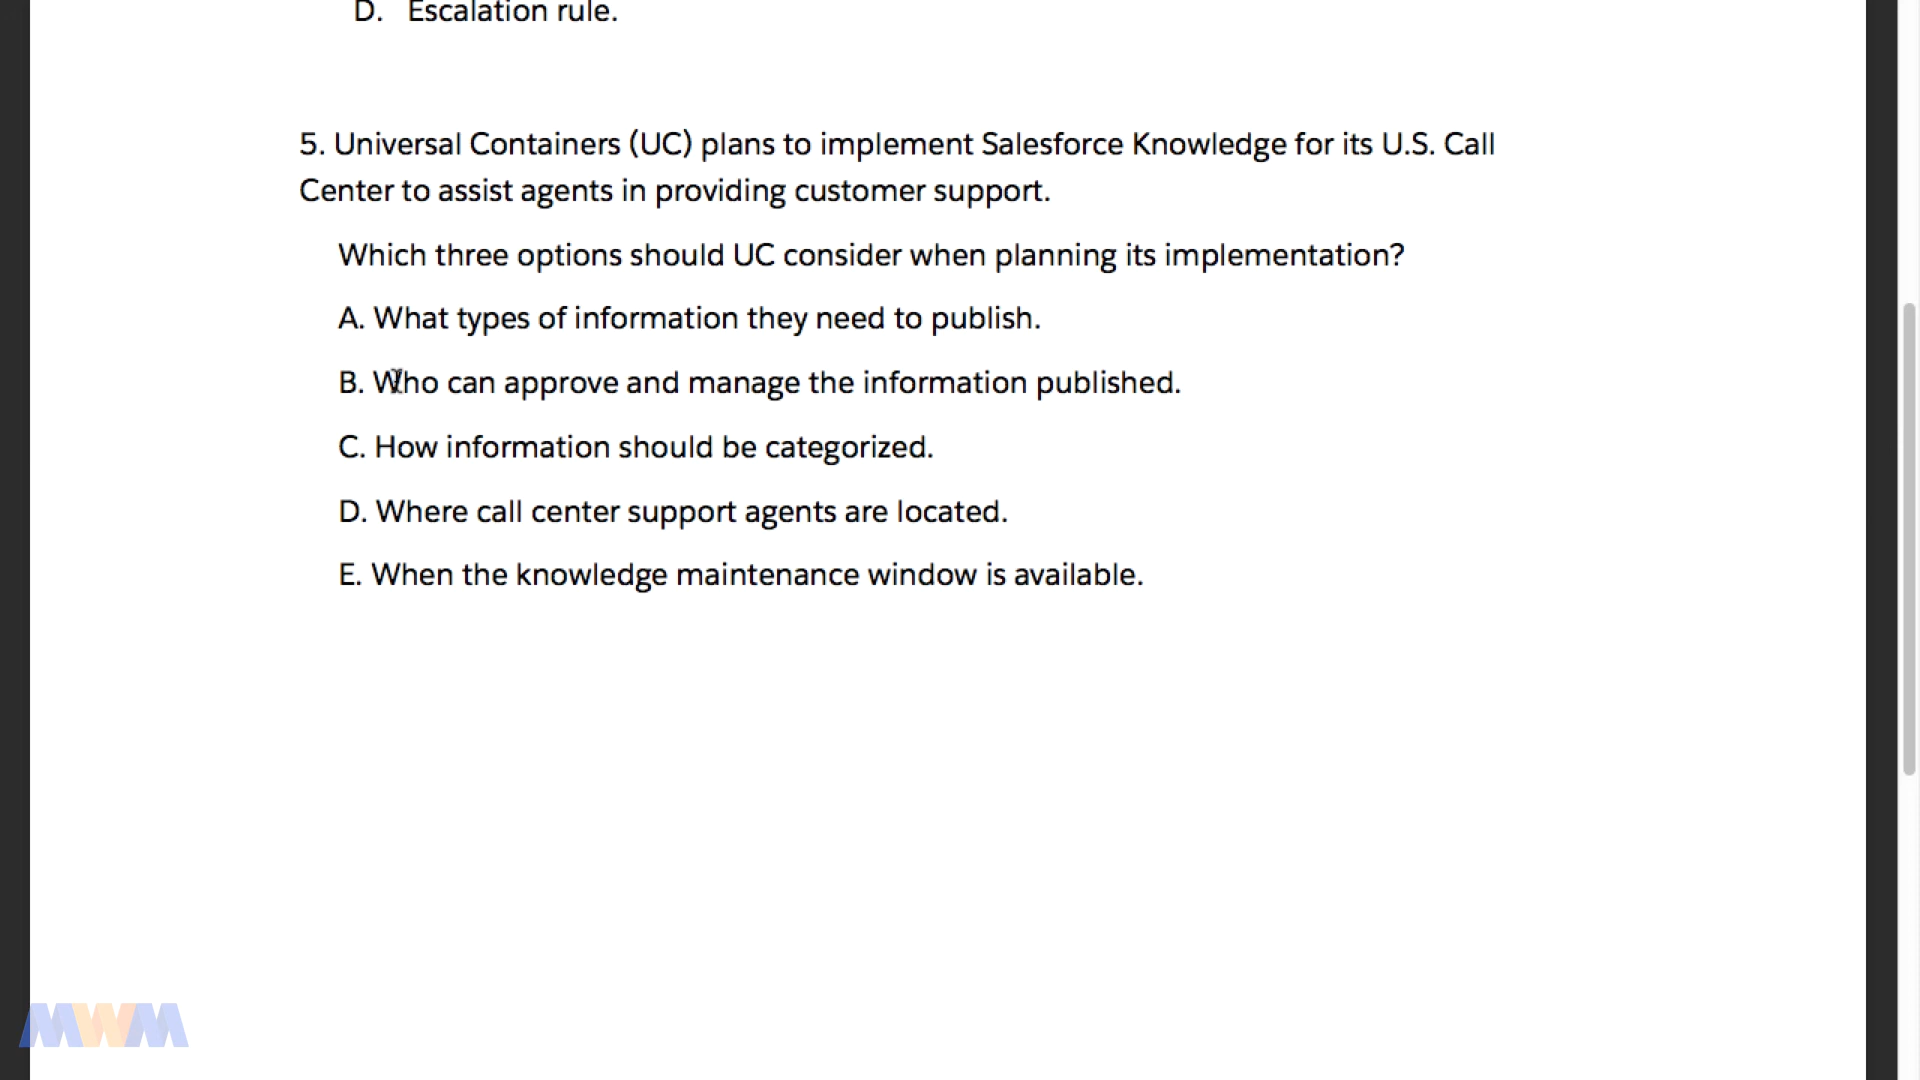 D. Escalation rule.
5. Universal Containers (UC) plans to implement Salesforce Knowledge for its U.S. Call
Center to assist agents in providing customer support.
Which three options should UC consider when planning its implementation?
A. What types of information they need to publish.
B. Who can approve and manage the information published.
C. How information should be categorized.
D. Where call center support agents are located.
E. When the knowledge maintenance window is available.
MWM